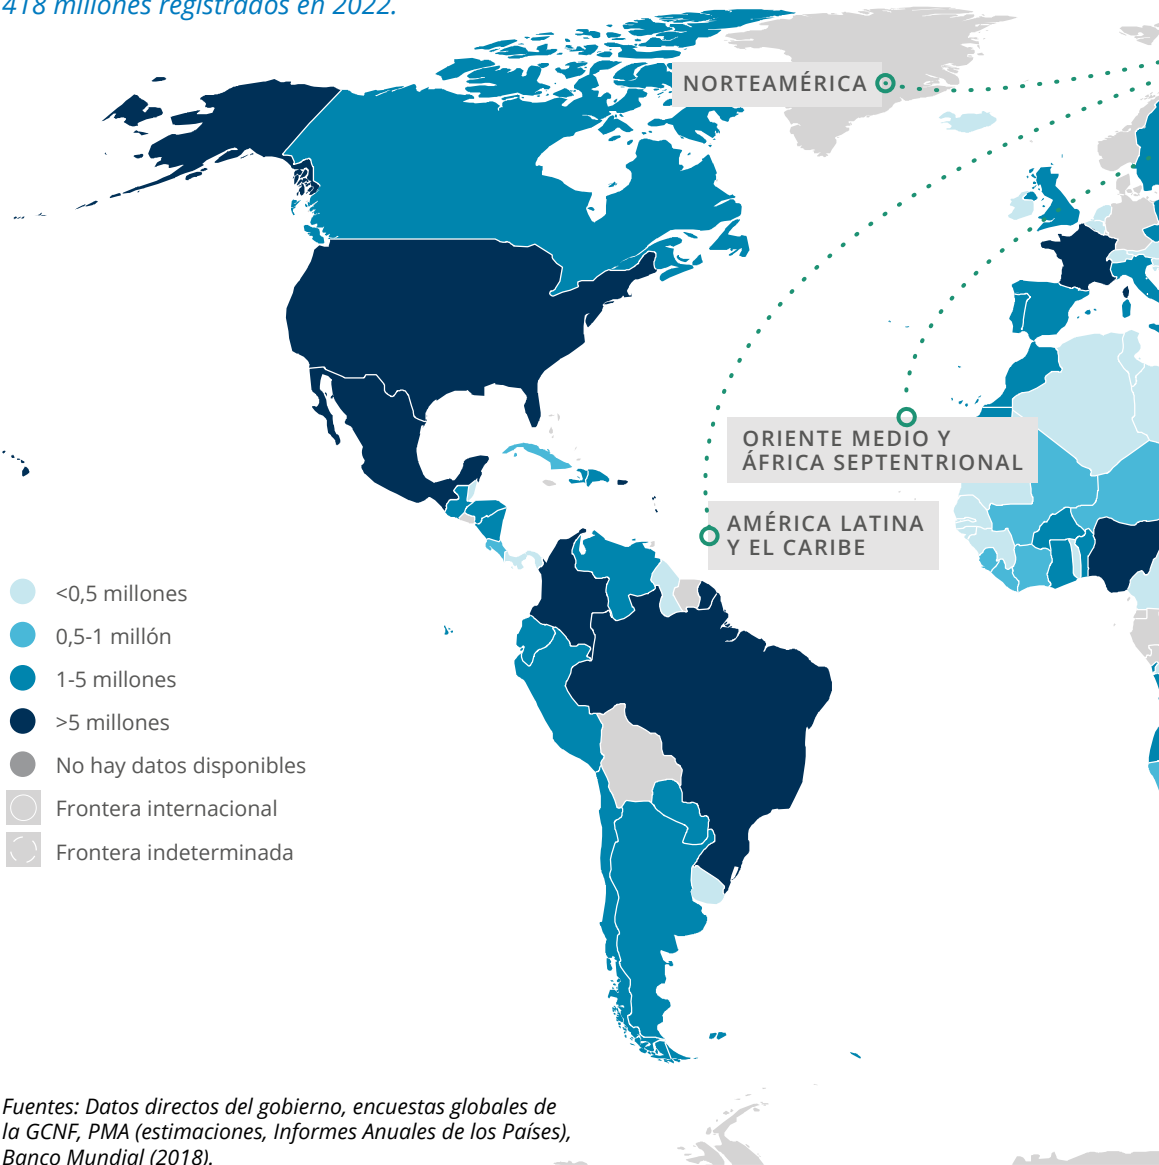 418 millones registrados en 2022.
NORTEAMÉRICA
ORIENTE MEDIO Y
ÁFRICA SEPTENTRIONAL
AMÉRICA LATINA
Y EL CARIBE
<0,5 millones
0,5-1 millón
1-5 millones
>5 millones
No hay datos disponibles
Frontera internacional
Frontera indeterminada
Fuentes: Datos directos del gobierno, encuestas globales de
la GCNF, PMA (estimaciones, Informes Anuales de los Países),
Banco Mundial (2018).